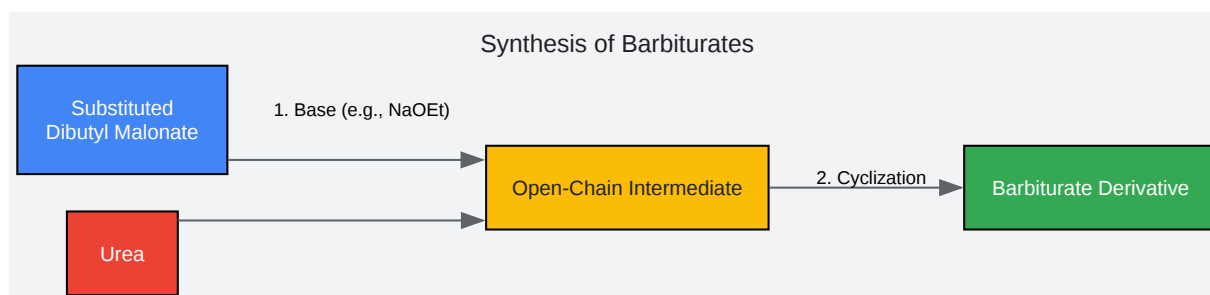 Synthesis of Barbiturates
Substituted
Dibutyl Malonate
1. Base (e.g., NaOEt)
Open-Chain Intermediate
2. Cyclization
Barbiturate Derivative
Urea